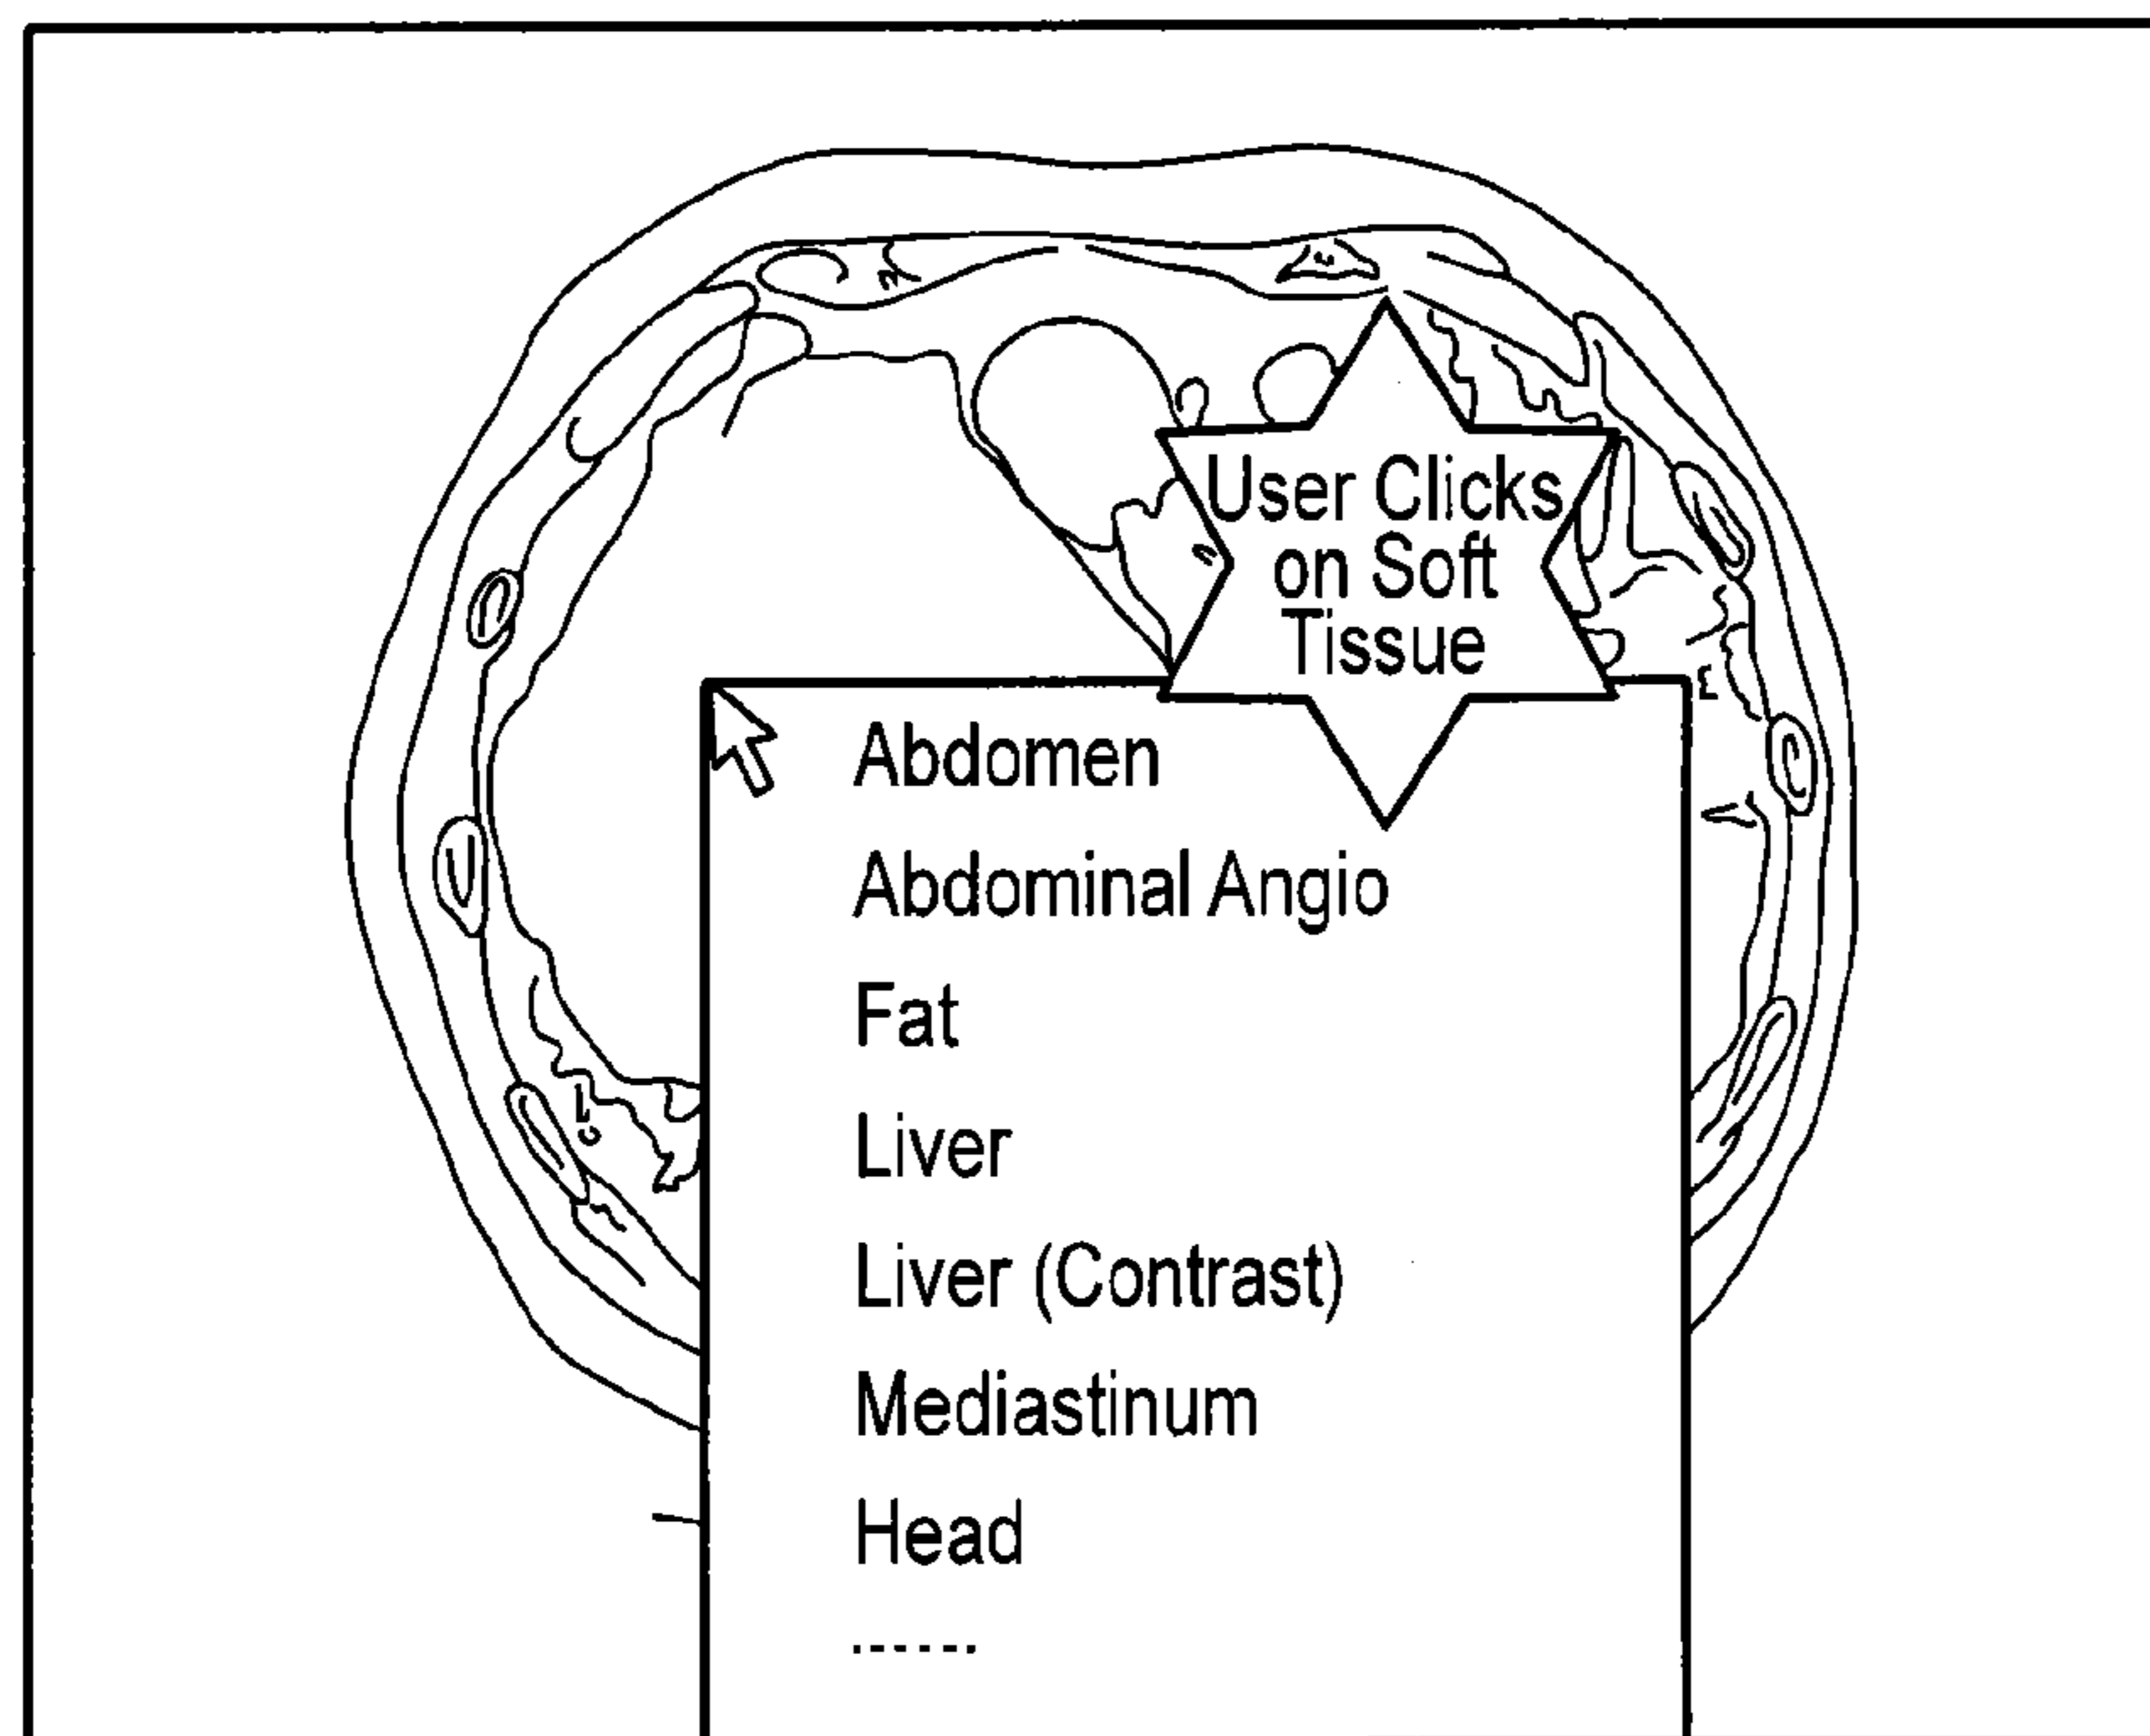 User Clicks
on Soft
Tissue
Abdomen
Abdominal Angio
Fat
Liver
Liver (Contrast)
Mediastinum
Head
.......